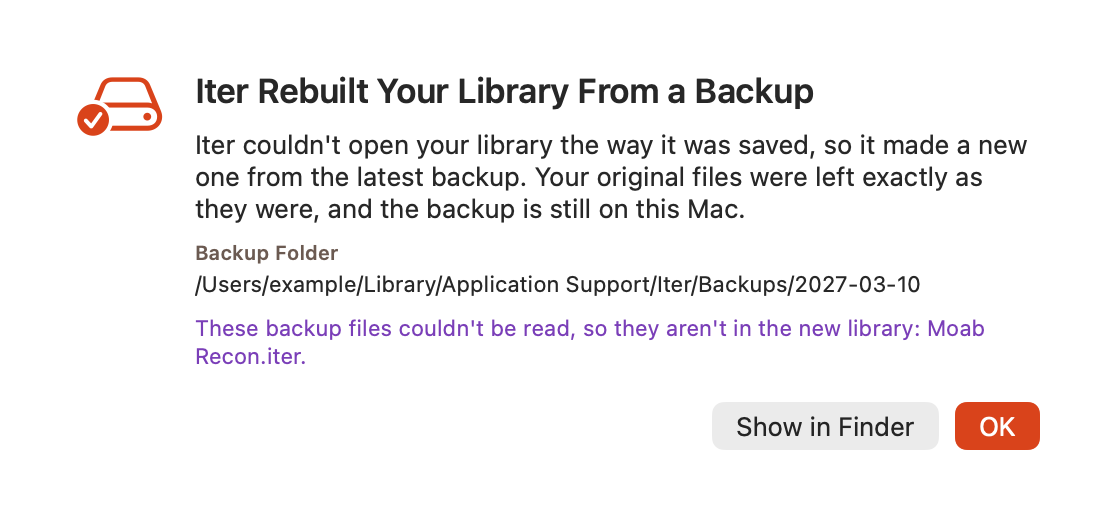 Iter Rebuilt Your Library From a Backup
Iter couldn't open your library the way it was saved, so it made a new
one from the latest backup. Your original files were left exactly as
they were, and the backup is still on this Mac.
Backup Folder
/Users/example/Library/Application Support/Iter/Backups/2027-03-10
These backup files couldn't be read, so they aren't in the new library: Moab
Recon.iter.
Show in Finder
OK